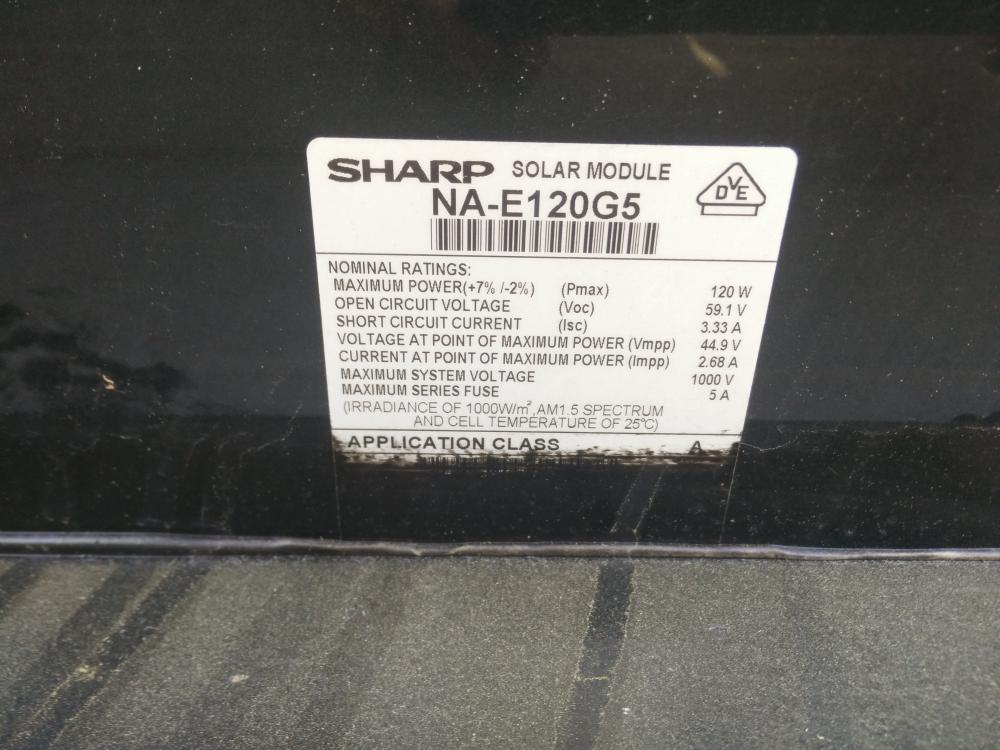 SHARP SOLAR MODULE
NA-E120G5
DVE
NOMINAL RATINGS:
MAXIMUM POWER(+7% /-2%) (Pmax) 120 W
OPEN CIRCUIT VOLTAGE (Voc) 59.1 V
SHORT CIRCUIT CURRENT (Isc) 3.33 A
VOLTAGE AT POINT OF MAXIMUM POWER (Vmpp) 44.9 V
CURRENT AT POINT OF MAXIMUM POWER (Impp) 2.68 A
MAXIMUM SYSTEM VOLTAGE 1000 V
MAXIMUM SERIES FUSE 5 A
(IRRADIANCE OF 1000W/m², AM1.5 SPECTRUM
AND CELL TEMPERATURE OF 25℃)
APPLICATION CLASS A